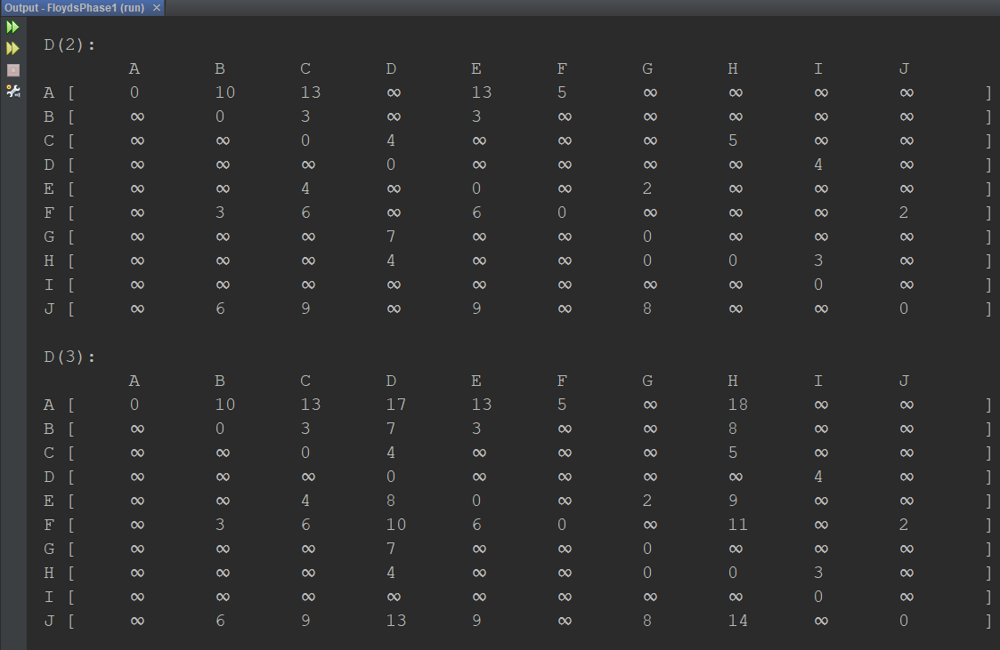 Output - FloydsPhase1 (run) ×
D(2):
A B C D E F G H I J
A [ 0 10 13 ∞ 13 5 ∞ ∞ ∞ ∞ ]
B [ ∞ 0 3 ∞ 3 ∞ ∞ ∞ ∞ ∞ ]
C [ ∞ ∞ 0 4 ∞ ∞ ∞ 5 ∞ ∞ ]
D [ ∞ ∞ ∞ 0 ∞ ∞ ∞ ∞ 4 ∞ ]
E [ ∞ ∞ 4 ∞ 0 ∞ 2 ∞ ∞ ∞ ]
F [ ∞ 3 6 ∞ 6 0 ∞ ∞ ∞ 2 ]
G [ ∞ ∞ ∞ 7 ∞ ∞ 0 ∞ ∞ ∞ ]
H [ ∞ ∞ ∞ 4 ∞ ∞ 0 0 3 ∞ ]
I [ ∞ ∞ ∞ ∞ ∞ ∞ ∞ ∞ 0 ∞ ]
J [ ∞ 6 9 ∞ 9 ∞ 8 ∞ ∞ 0 ]
D(3):
A B C D E F G H I J
A [ 0 10 13 17 13 5 ∞ 18 ∞ ∞ ]
B [ ∞ 0 3 7 3 ∞ ∞ 8 ∞ ∞ ]
C [ ∞ ∞ 0 4 ∞ ∞ ∞ 5 ∞ ∞ ]
D [ ∞ ∞ ∞ 0 ∞ ∞ ∞ ∞ 4 ∞ ]
E [ ∞ ∞ 4 8 0 ∞ 2 9 ∞ ∞ ]
F [ ∞ 3 6 10 6 0 ∞ 11 ∞ 2 ]
G [ ∞ ∞ ∞ 7 ∞ ∞ 0 ∞ ∞ ∞ ]
H [ ∞ ∞ ∞ 4 ∞ ∞ 0 0 3 ∞ ]
I [ ∞ ∞ ∞ ∞ ∞ ∞ ∞ ∞ 0 ∞ ]
J [ ∞ 6 9 13 9 ∞ 8 14 ∞ 0 ]